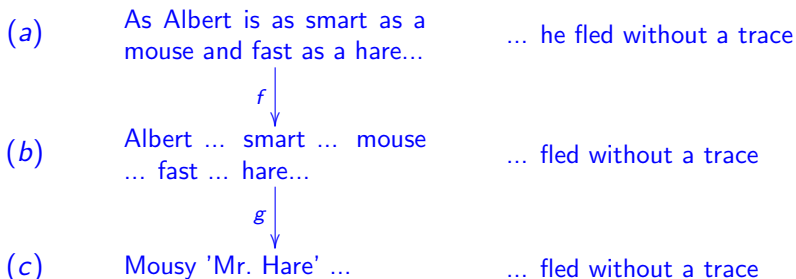 (a) As Albert is as smart as a
mouse and fast as a hare... ... he fled without a trace
f
(b) Albert ... smart ... mouse
... fast ... hare... ... fled without a trace
g
(c) Mousy 'Mr. Hare' ... ... fled without a trace